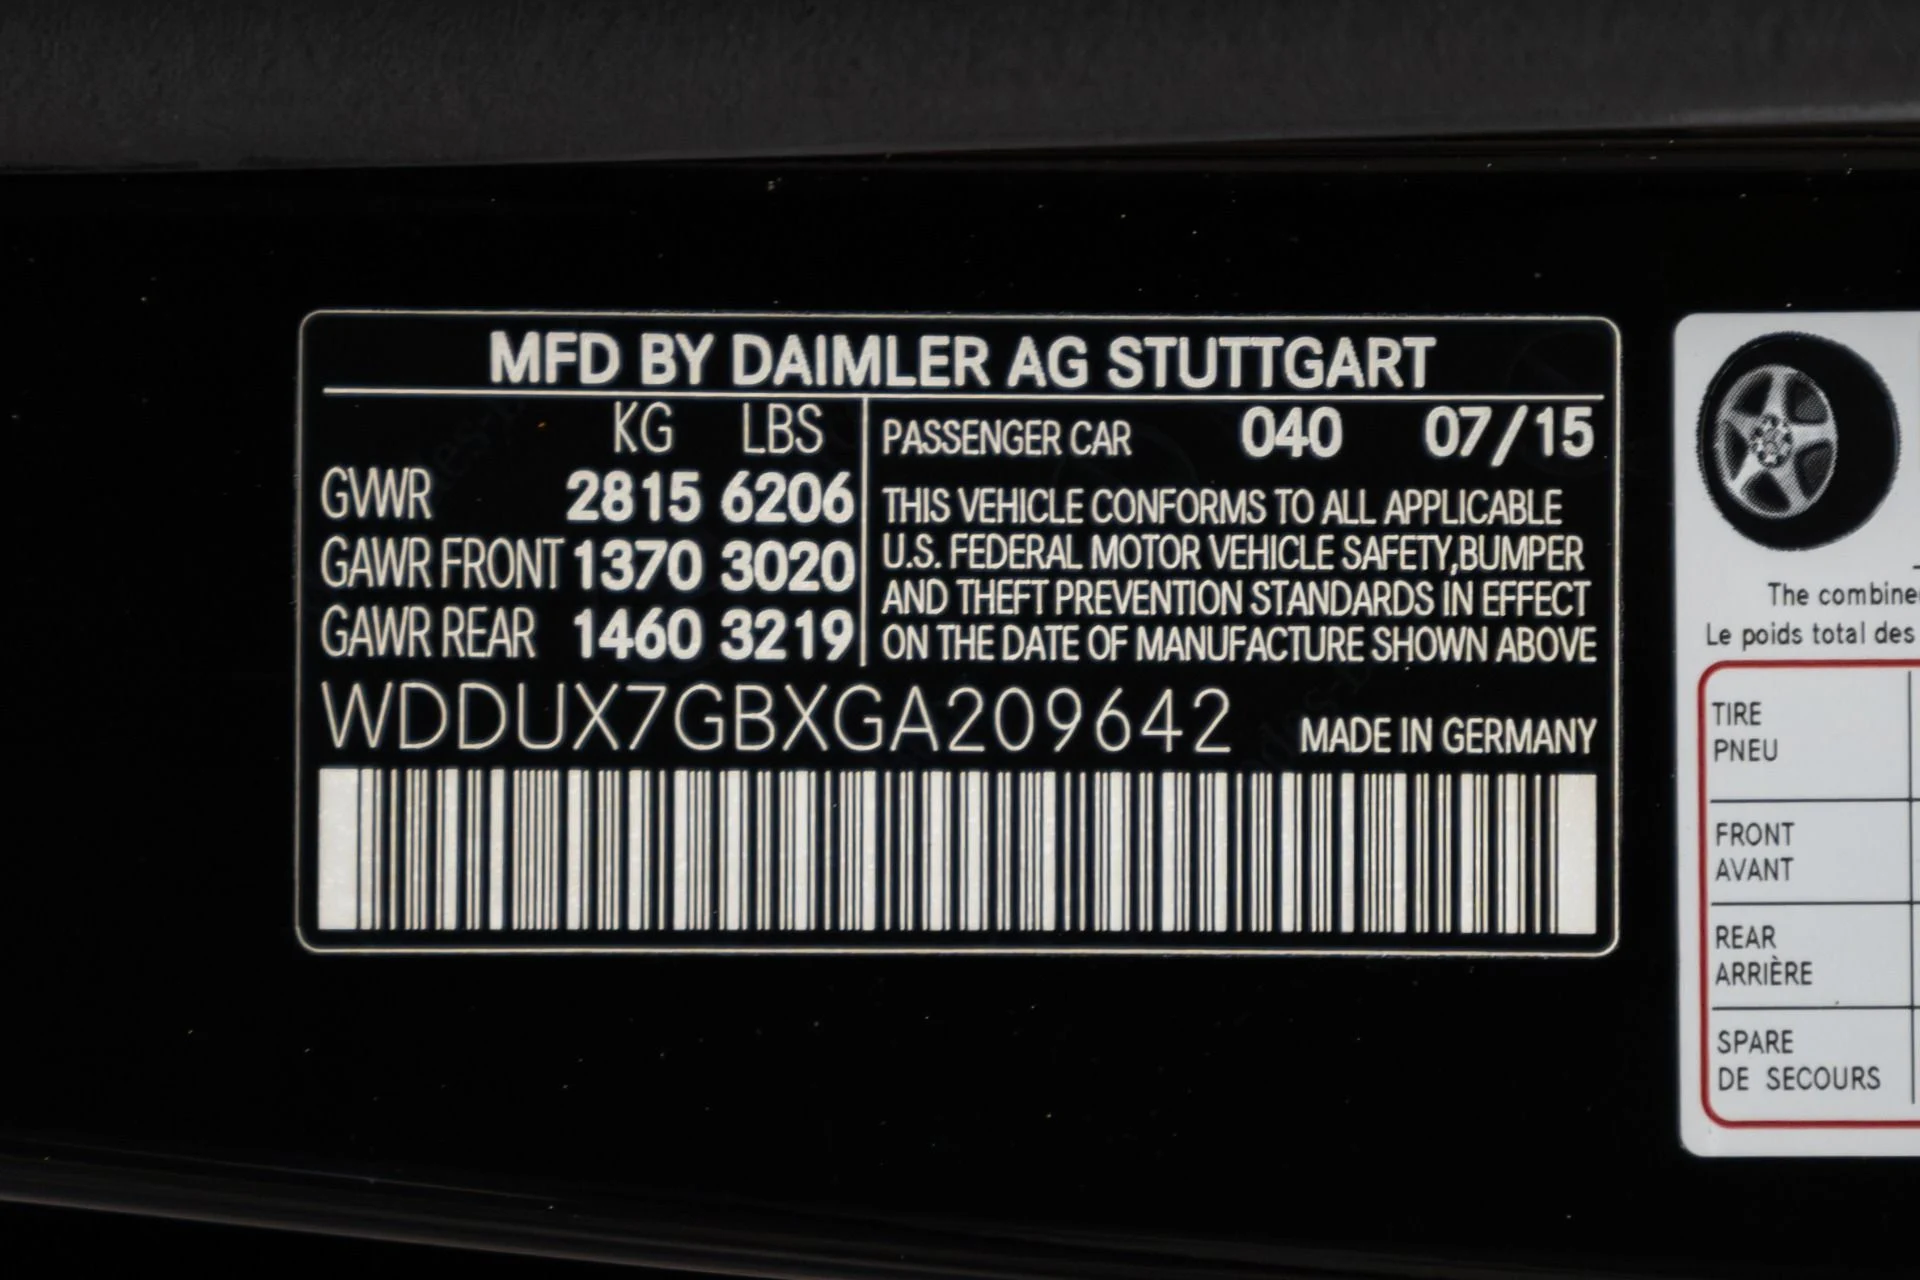 MFD BY DAIMLER AG STUTTGART
KG LBS
GVWR 2815 6206
GAWR FRONT 1370 3020
GAWR REAR 1460 3219
PASSENGER CAR 040 07/15
THIS VEHICLE CONFORMS TO ALL APPLICABLE
U.S. FEDERAL MOTOR VEHICLE SAFETY,BUMPER
AND THEFT PREVENTION STANDARDS IN EFFECT
ON THE DATE OF MANUFACTURE SHOWN ABOVE
WDDUX7GBXGA209642 MADE IN GERMANY
The combine
Le poids total des
TIRE
PNEU
FRONT
AVANT
REAR
ARRIÈRE
SPARE
DE SECOURS